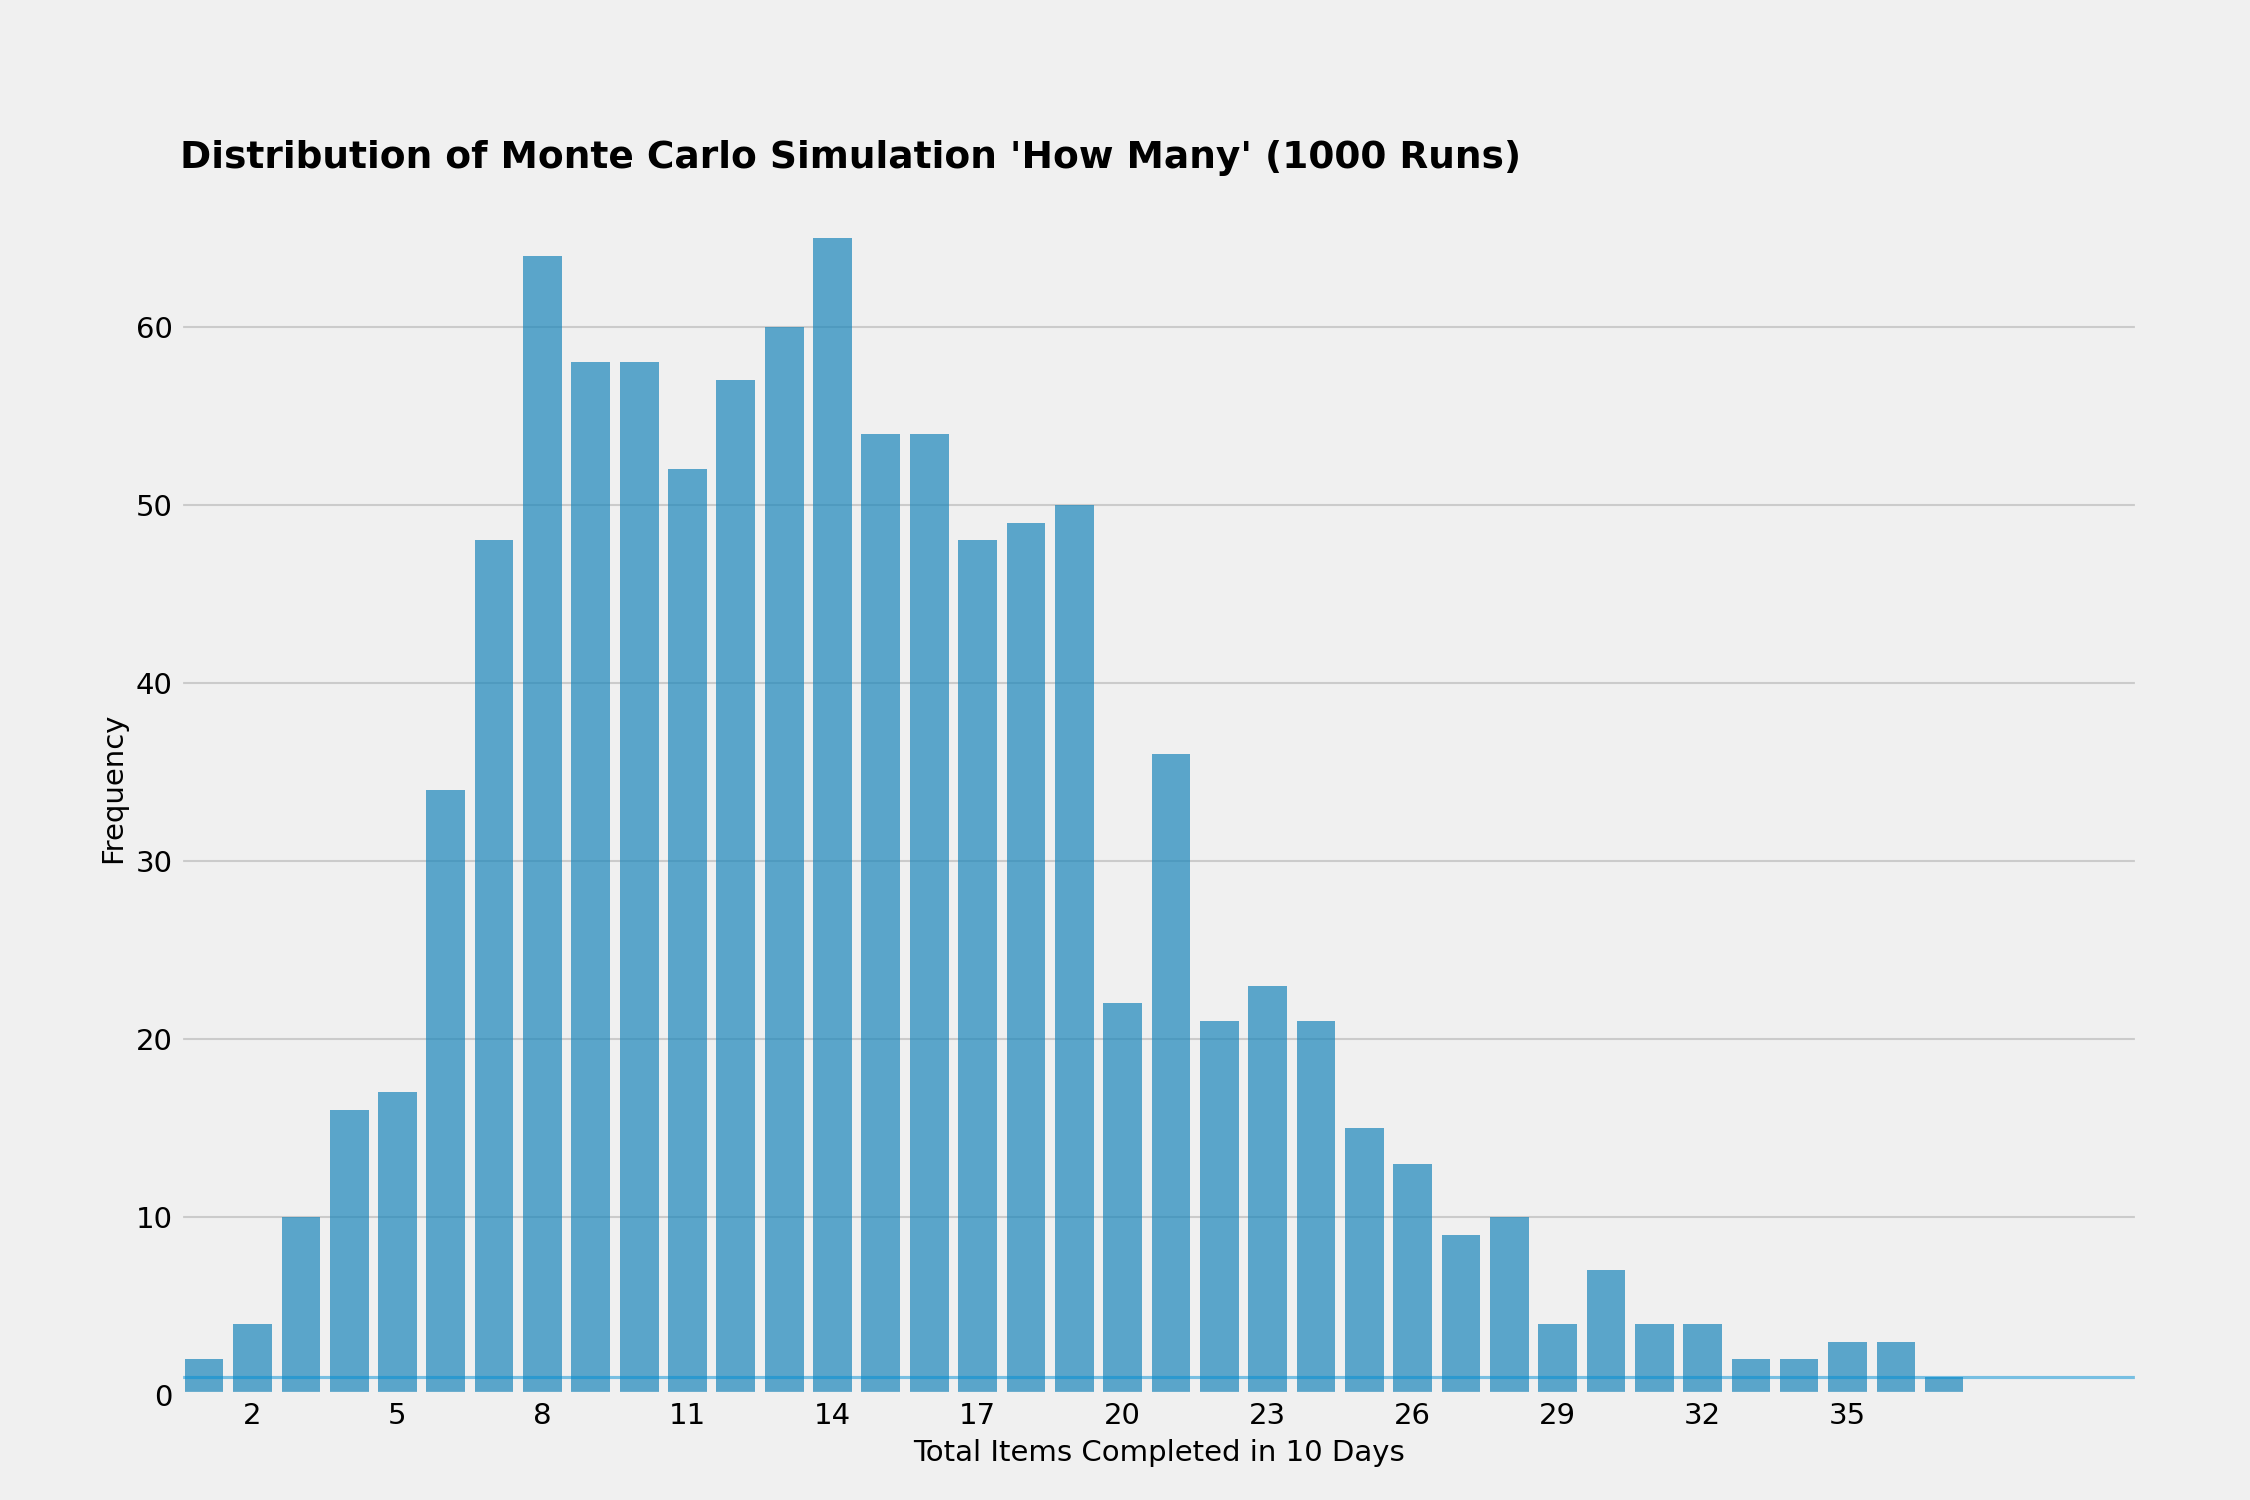 Distribution of Monte Carlo Simulation 'How Many' (1000 Runs)
60
50
40
30
20
10
0
Frequency
2 5 8 11 14 17 20 23 26 29 32 35
Total Items Completed in 10 Days